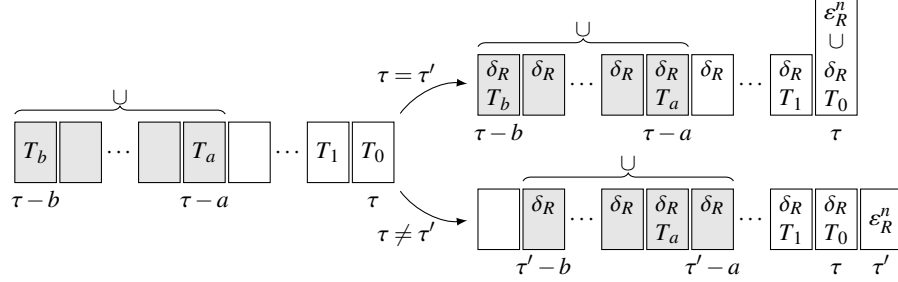 ∪
T_b ⋯ T_a ⋯ T_1 T_0
τ − b τ − a τ
τ = τ′
τ ≠ τ′
∪ ε_R^n
∪
δ_R δ_R ⋯ δ_R δ_R δ_R ⋯ δ_R δ_R
T_b T_a T_1 T_0
τ − b τ − a τ
∪
δ_R ⋯ δ_R δ_R δ_R ⋯ δ_R δ_R ε_R^n
T_a T_1 T_0
τ′ − b τ′ − a τ τ′